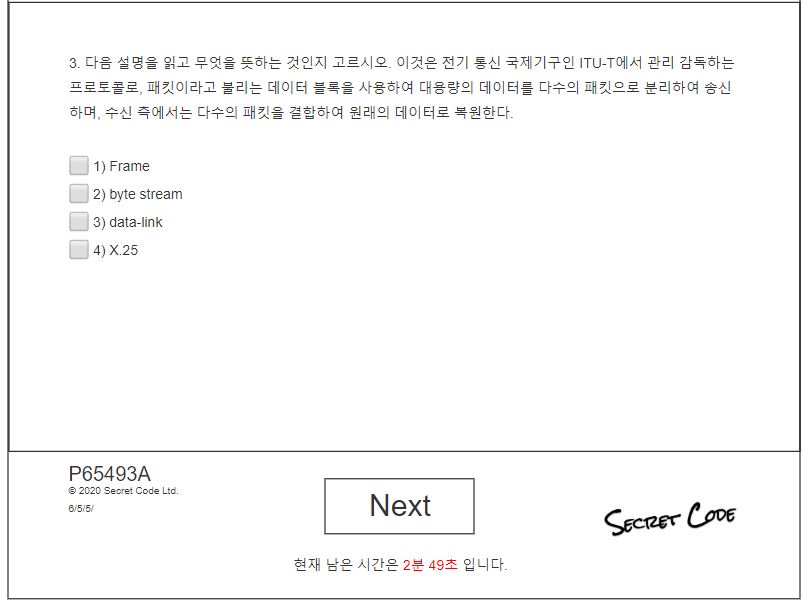 3. 다음 설명을 읽고 무엇을 뜻하는 것인지 고르시오. 이것은 전기 통신 국제기구인 ITU-T에서 관리 감독하는
프로토콜로, 패킷이라고 불리는 데이터 블록을 사용하여 대용량의 데이터를 다수의 패킷으로 분리하여 송신
하며, 수신 측에서는 다수의 패킷을 결합하여 원래의 데이터로 복원한다.
1) Frame
2) byte stream
3) data-link
4) X.25
P65493A
© 2020 Secret Code Ltd.
6/5/5/
Next
Secret Code
현재 남은 시간은 2분 49초 입니다.